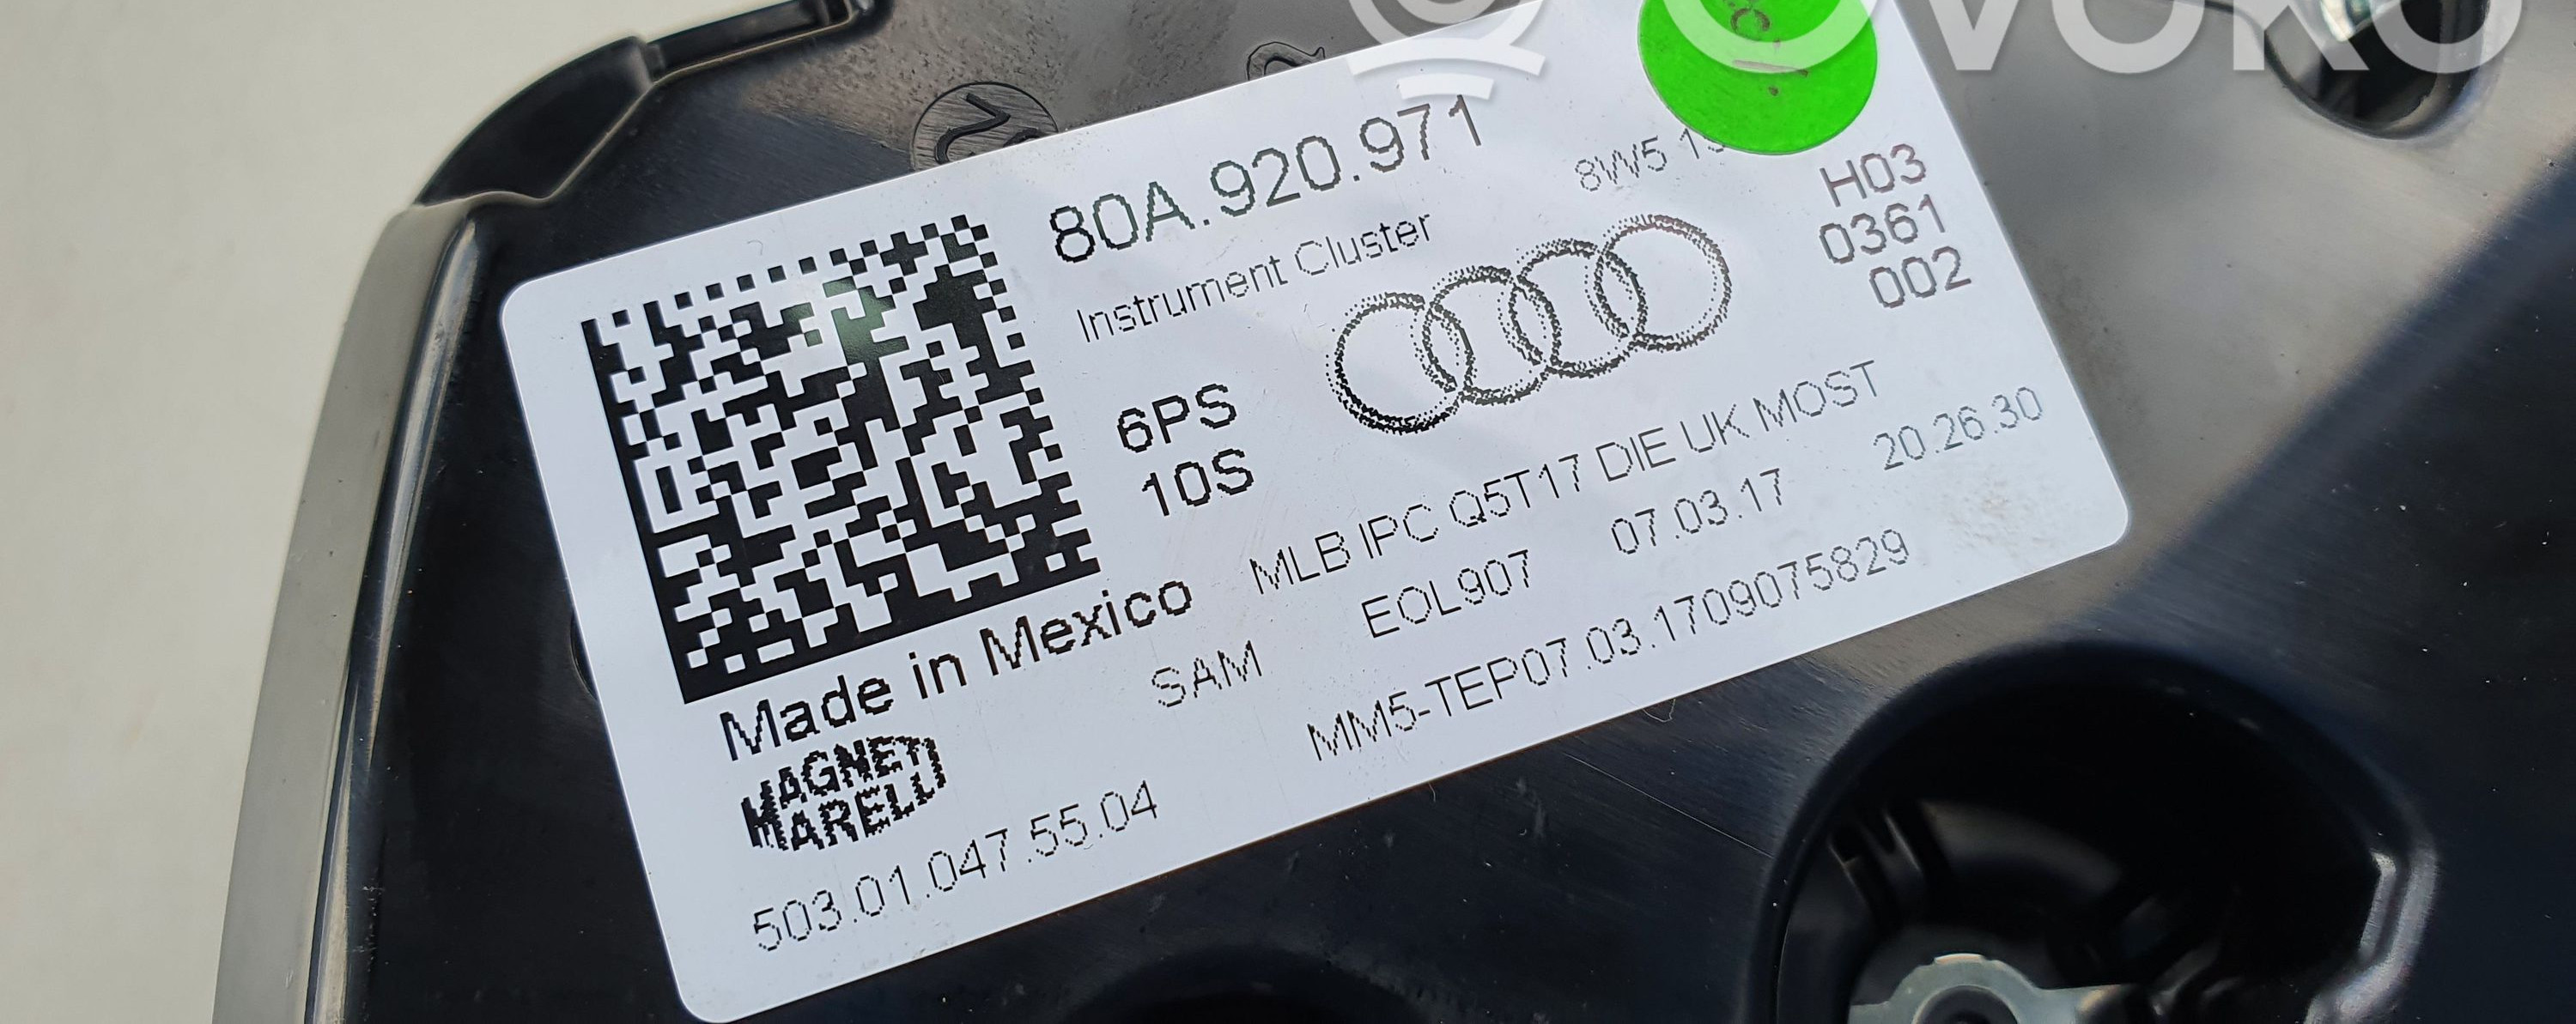 OVOKO
80A.920.971
8W5
H03
Instrument Cluster
0361
002
6PS
10S
MLB IPC Q5T17 DIE UK MOST
Made in Mexico
SAM
EOL907
07.03.17
20.26.30
MAGNETI
MARELLI
MM5-TEP07.03.1709075829
503.01.047.55.04